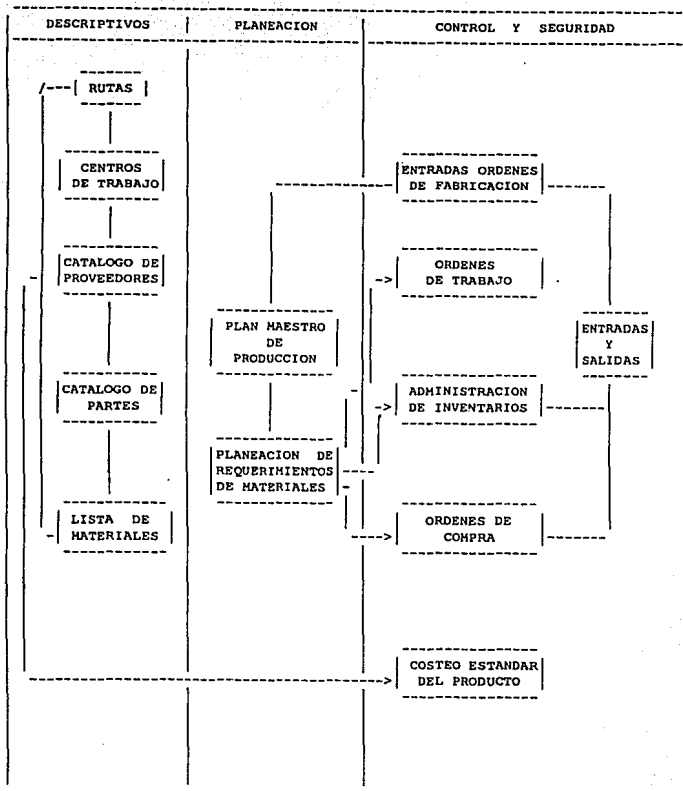 DESCRIPTIVOS
PLANEACION
CONTROL Y SEGURIDAD
RUTAS
CENTROS
DE TRABAJO
CATALOGO DE
PROVEEDORES
CATALOGO DE
PARTES
LISTA DE
MATERIALES
PLAN MAESTRO
DE
PRODUCCION
PLANEACION DE
REQUERIMIENTOS
DE MATERIALES
ENTRADAS ORDENES
DE FABRICACION
ORDENES
DE TRABAJO
ADMINISTRACION
DE INVENTARIOS
ORDENES DE
COMPRA
COSTEO ESTANDAR
DEL PRODUCTO
ENTRADAS
Y
SALIDAS